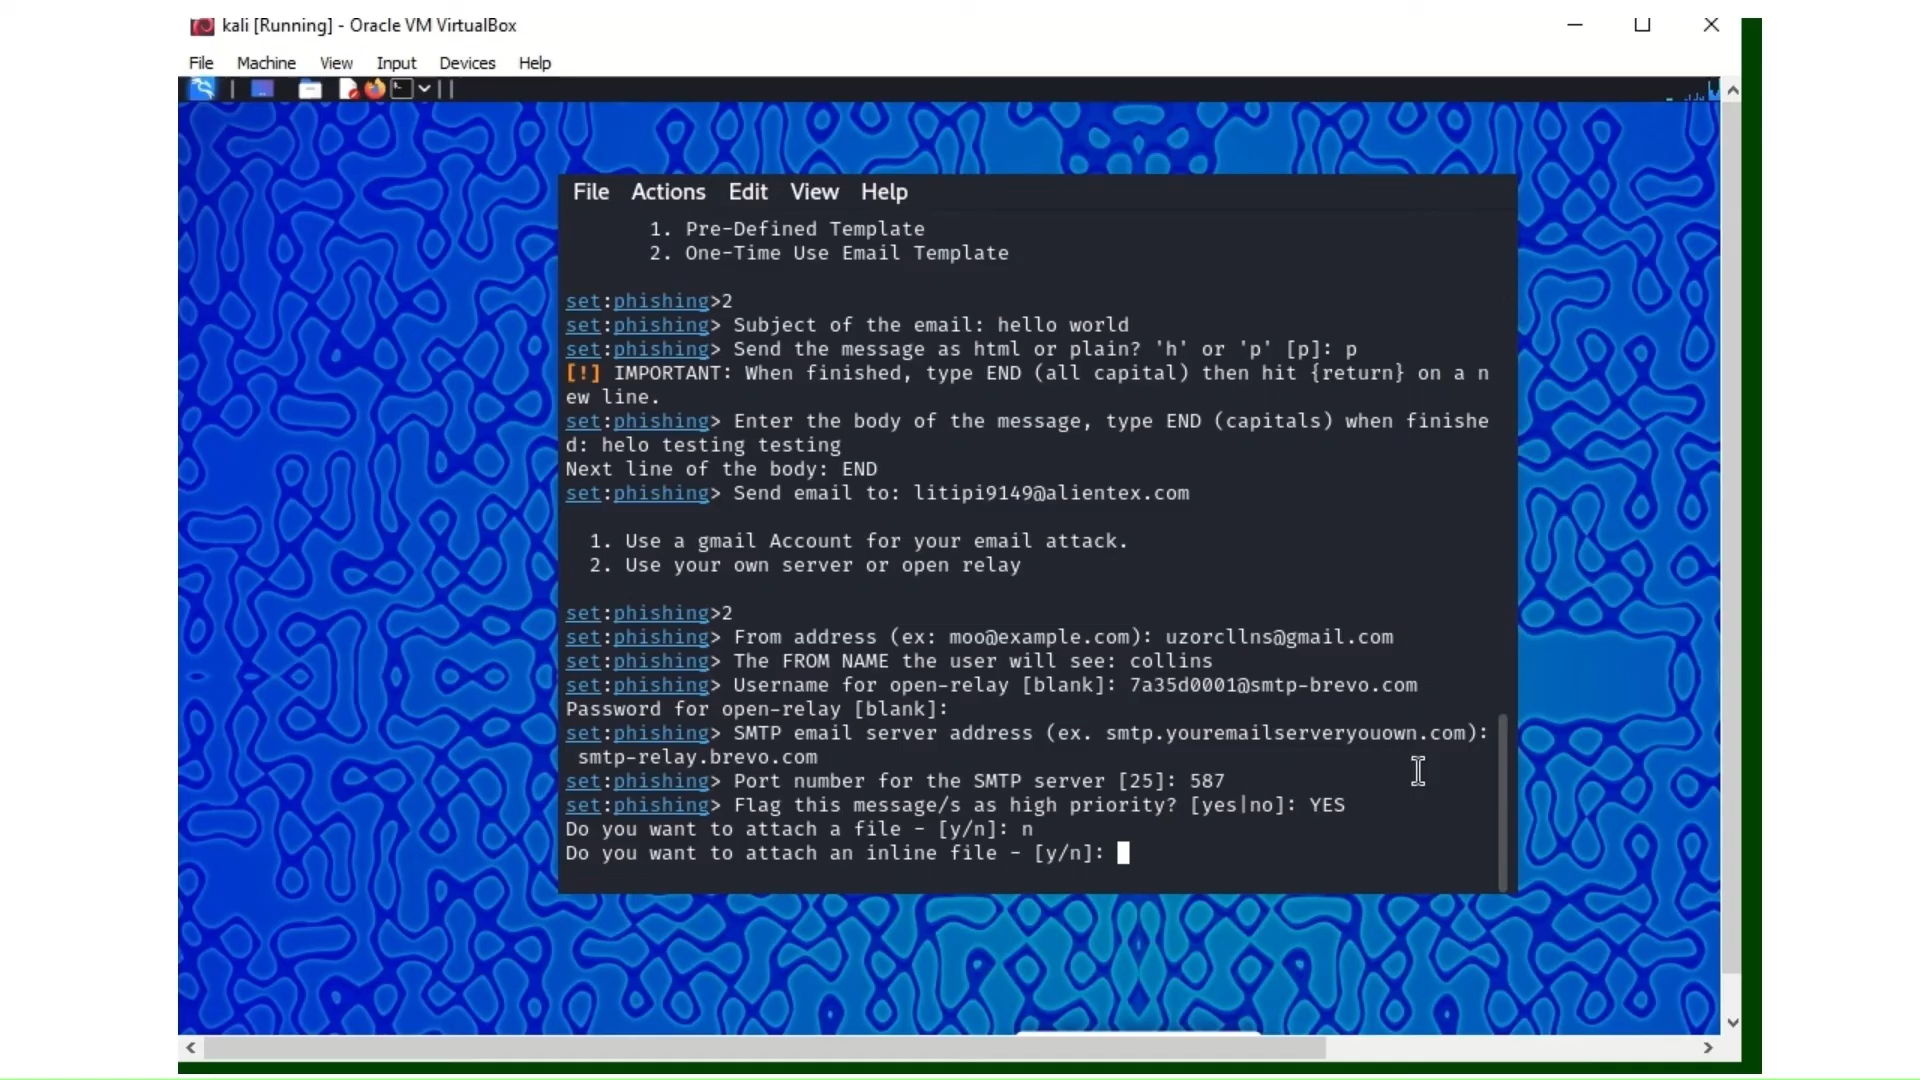 kali [Running] - Oracle VM VirtualBox
File Machine View Input Devices Help
File Actions Edit View Help
1. Pre-Defined Template
2. One-Time Use Email Template
set:phishing>2
set:phishing> Subject of the email: hello world
set:phishing> Send the message as html or plain? 'h' or 'p' [p]: p
[!] IMPORTANT: When finished, type END (all capital) then hit {return} on a n
ew line.
set:phishing> Enter the body of the message, type END (capitals) when finishe
d: helo testing testing
Next line of the body: END
set:phishing> Send email to: litipi9149@alientex.com
1. Use a gmail Account for your email attack.
2. Use your own server or open relay
set:phishing>2
set:phishing> From address (ex: moo@example.com): uzorcllns@gmail.com
set:phishing> The FROM NAME the user will see: collins
set:phishing> Username for open-relay [blank]: 7a35d0001@smtp-brevo.com
Password for open-relay [blank]:
set:phishing> SMTP email server address (ex. smtp.youremailserveryouown.com):
smtp-relay.brevo.com
set:phishing> Port number for the SMTP server [25]: 587
set:phishing> Flag this message/s as high priority? [yes|no]: YES
Do you want to attach a file - [y/n]: n
Do you want to attach an inline file - [y/n]: